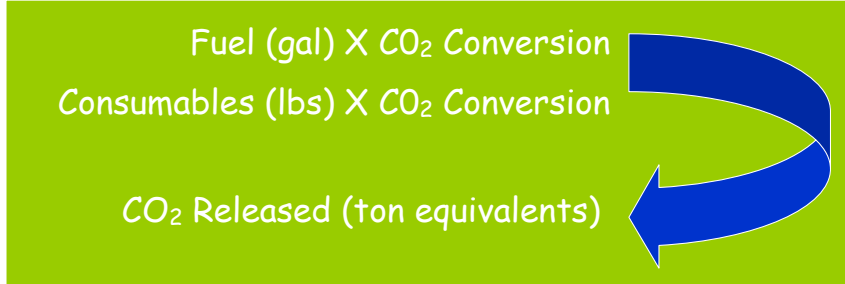 Fuel (gal) X C0₂ Conversion
Consumables (lbs) X C0₂ Conversion
CO₂ Released (ton equivalents)